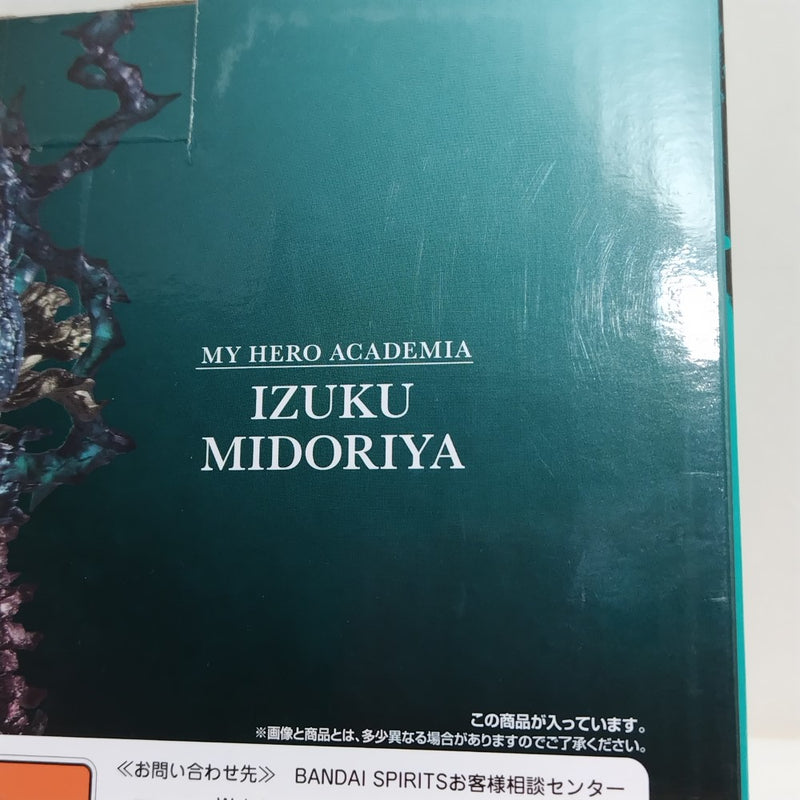 MY HERO ACADEMIA
IZUKU
MIDORIYA
この商品が入っています。
※画像と商品とは、多少異なる場合がありますのでご了承ください。
≪お問い合わせ先≫ BANDAI SPIRITSお客様相談センター